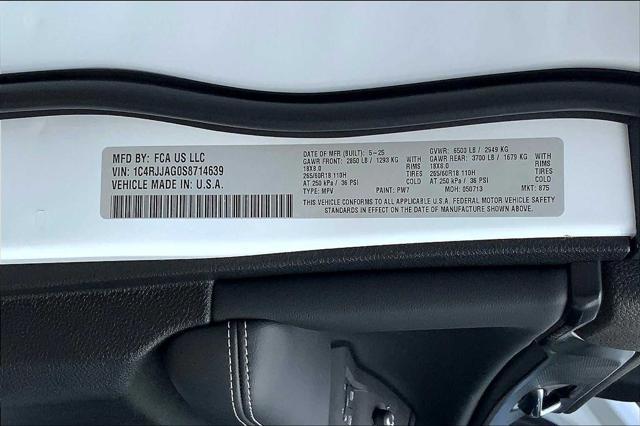 MFD BY: FCA US LLC
VIN: 1C4RJJAG0S8714639
VEHICLE MADE IN: U.S.A.
DATE OF MFR (BUILT): 5-25
GVWR: 6503 LB / 2949 KG
GAWR FRONT: 2850 LB / 1293 KG WITH
GAWR REAR: 3700 LB / 1679 KG WITH
18X8.0 RIMS
18X8.0 RIMS
265/60R18 110H TIRES
265/60R18 110H TIRES
AT 250 kPa / 36 PSI COLD
AT 250 kPa / 36 PSI COLD
TYPE: MPV PAINT: PW7 MDH: 050713 MKT: 875
THIS VEHICLE CONFORMS TO ALL APPLICABLE U.S.A. FEDERAL MOTOR VEHICLE SAFETY
STANDARDS IN EFFECT ON THE DATE OF MANUFACTURE SHOWN ABOVE.